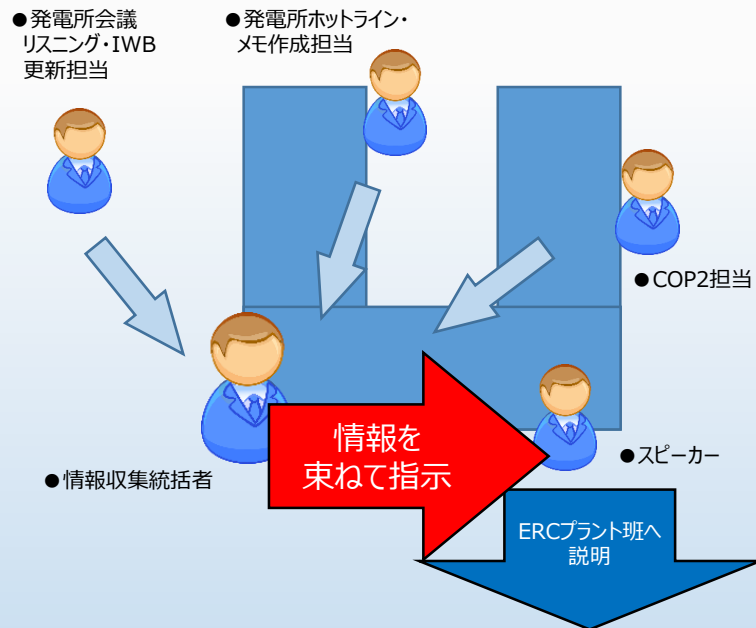 ●発電所会議
リスニング・IWB
更新担当
●発電所ホットライン・
メモ作成担当
●COP2担当
情報を
束ねて指示
●スピーカー
●情報収集統括者
ERCプラント班へ
説明